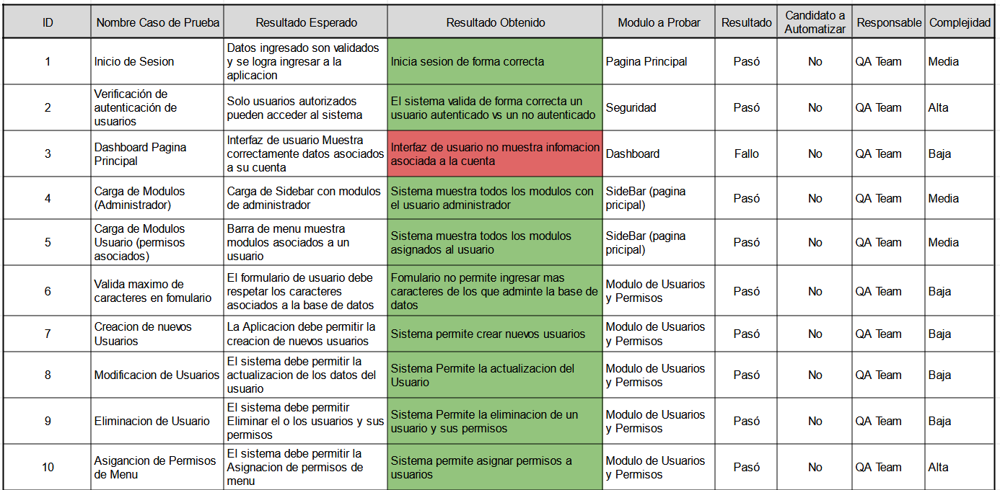 ID
Nombre Caso de Prueba
Resultado Esperado
Resultado Obtenido
Modulo a Probar
Resultado
Candidato a
Automatizar
Responsable
Complejidad
1
Inicio de Sesion
Datos ingresado son validados
y se logra ingresar a la
aplicacion
Inicia sesion de forma correcta
Pagina Principal
Pasó
No
QA Team
Media
2
Verificación de
autenticación de
usuarios
Solo usuarios autorizados
pueden acceder al sistema
El sistema valida de forma correcta un
usuario autenticado vs un no autenticado
Seguridad
Pasó
No
QA Team
Alta
3
Dashboard Pagina
Principal
Interfaz de usuario Muestra
correctamente datos asociados
a su cuenta
Interfaz de usuario no muestra infomacion
asociada a la cuenta
Dashboard
Fallo
No
QA Team
Baja
4
Carga de Modulos
(Administrador)
Carga de Sidebar con modulos
de administrador
Sistema muestra todos los modulos con
el usuario administrador
SideBar (pagina
pricipal)
Pasó
No
QA Team
Media
5
Carga de Modulos
Usuario (permisos
asociados)
Barra de menu muestra
modulos asociados a un
usuario
Sistema muestra todos los modulos
asignados al usuario
SideBar (pagina
pricipal)
Pasó
No
QA Team
Media
6
Valida maximo de
caracteres en fomulario
El formulario de usuario debe
respetar los caracteres
asociados a la base de datos
Fomulario no permite ingresar mas
caracteres de los que adminte la base de
datos
Modulo de Usuarios
y Permisos
Pasó
No
QA Team
Baja
7
Creacion de nuevos
Usuarios
La Aplicacion debe permitir la
creacion de nuevos usuarios
Sistema permite crear nuevos usuarios
Modulo de Usuarios
y Permisos
Pasó
No
QA Team
Baja
8
Modificacion de Usuarios
El sistema debe permitir la
actualizacion de los datos del
usuario
Sistema Permite la actualizacion del
Usuario
Modulo de Usuarios
y Permisos
Pasó
No
QA Team
Baja
9
Eliminacion de Usuario
El sistema debe permitir
Eliminar el o los usuarios y sus
permisos
Sistema Permite la eliminacion de un
usuario y sus permisos
Modulo de Usuarios
y Permisos
Pasó
No
QA Team
Baja
10
Asigancion de Permisos
de Menu
El sistema debe permitir la
Asignacion de permisos de
menu
Sistema permite asignar permisos a
usuarios
Modulo de Usuarios
y Permisos
Pasó
No
QA Team
Alta